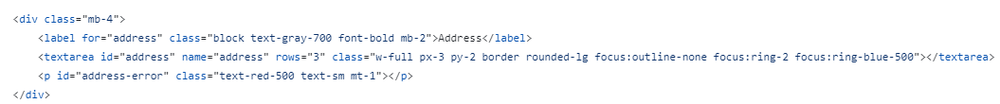 <div class="mb-4">
    <label for="address" class="block text-gray-700 font-bold mb-2">Address</label>
    <textarea id="address" name="address" rows="3" class="w-full px-3 py-2 border rounded-lg focus:outline-none focus:ring-2 focus:ring-blue-500"></textarea>
    <p id="address-error" class="text-red-500 text-sm mt-1"></p>
</div>